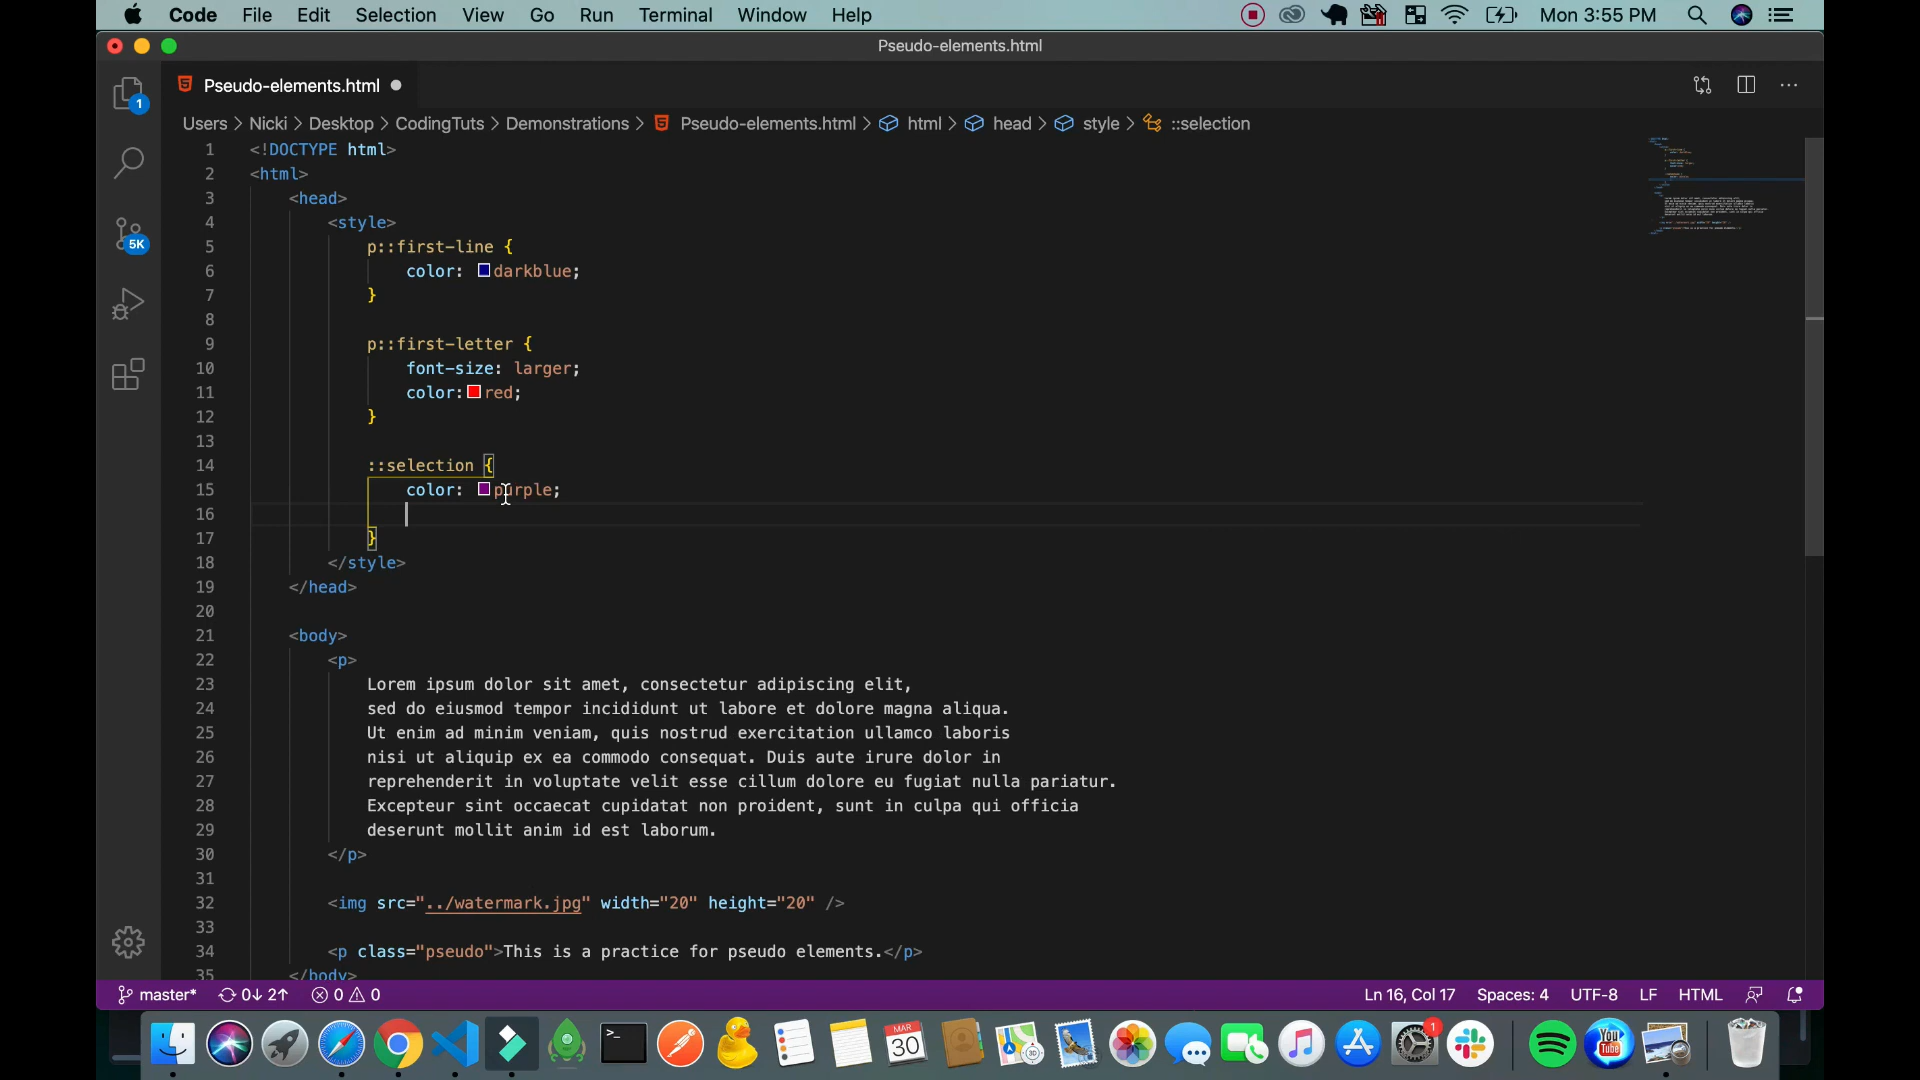 Code File Edit Selection View Go Run Terminal Window Help Mon 3:55 PM
Pseudo-elements.html
Pseudo-elements.html
Users > Nicki > Desktop > CodingTuts > Demonstrations > Pseudo-elements.html > html > head > style > ::selection
1 <!DOCTYPE html>
2 <html>
3 <head>
4 <style>
5 p::first-line {
6 color: darkblue;
7 }
8
9 p::first-letter {
10 font-size: larger;
11 color: red;
12 }
13
14 ::selection {
15 color: purple;
16
17 }
18 </style>
19 </head>
20
21 <body>
22 <p>
23 Lorem ipsum dolor sit amet, consectetur adipiscing elit,
24 sed do eiusmod tempor incididunt ut labore et dolore magna aliqua.
25 Ut enim ad minim veniam, quis nostrud exercitation ullamco laboris
26 nisi ut aliquip ex ea commodo consequat. Duis aute irure dolor in
27 reprehenderit in voluptate velit esse cillum dolore eu fugiat nulla pariatur.
28 Excepteur sint occaecat cupidatat non proident, sunt in culpa qui officia
29 deserunt mollit anim id est laborum.
30 </p>
31
32 <img src="../watermark.jpg" width="20" height="20" />
33
34 <p class="pseudo">This is a practice for pseudo elements.</p>
35 </body>
1
5K
master* 0↓ 2↑ 0 0 Ln 16, Col 17 Spaces: 4 UTF-8 LF HTML
MAR
30
1
You
Tube